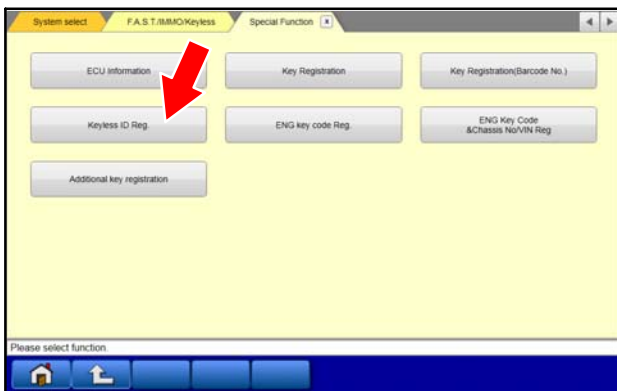 System select
F.A.S.T./IMMO/Keyless
Special Function
x
ECU Information
Key Registration
Key Registration(Barcode No.)
Keyless ID Reg.
ENG key code Reg.
ENG Key Code
&Chassis No/VIN Reg
Additional key registration
Please select function.